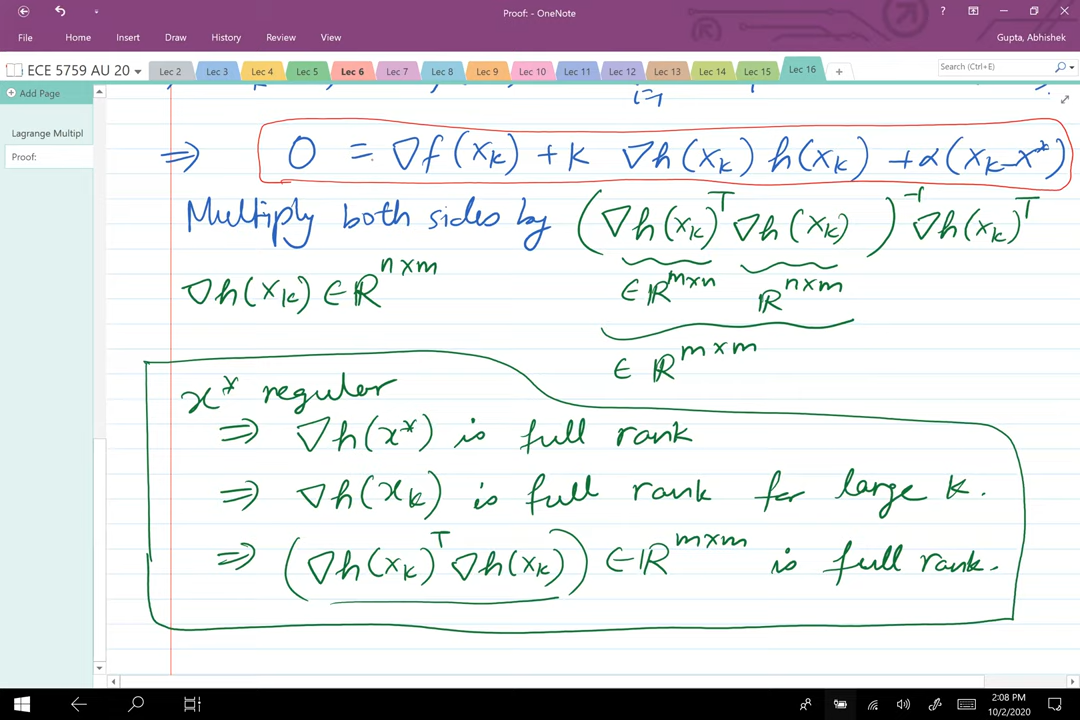 Proof: - OneNote
Gupta, Abhishek
File Home Insert Draw History Review View
ECE 5759 AU 20
Lec 2 Lec 3 Lec 4 Lec 5 Lec 6 Lec 7 Lec 8 Lec 9 Lec 10 Lec 11 Lec 12 Lec 13 Lec 14 Lec 15 Lec 16
Search (Ctrl+E)
Add Page
Lagrange Multipl
Proof:
⇒ 0 = ∇f(x_k) + k ∇h(x_k) h(x_k) + α(x_k - x*)
Multiply both sides by (∇h(x_k)^T ∇h(x_k))^{-1} ∇h(x_k)^T
∈ ℝ^{m×n} ℝ^{n×m}
∇h(x_k) ∈ ℝ^{n×m}
∈ ℝ^{m×m}
x* regular
⇒ ∇h(x*) is full rank
⇒ ∇h(x_k) is full rank for large k.
⇒ (∇h(x_k)^T ∇h(x_k)) ∈ ℝ^{m×m} is full rank.
2:08 PM
10/2/2020